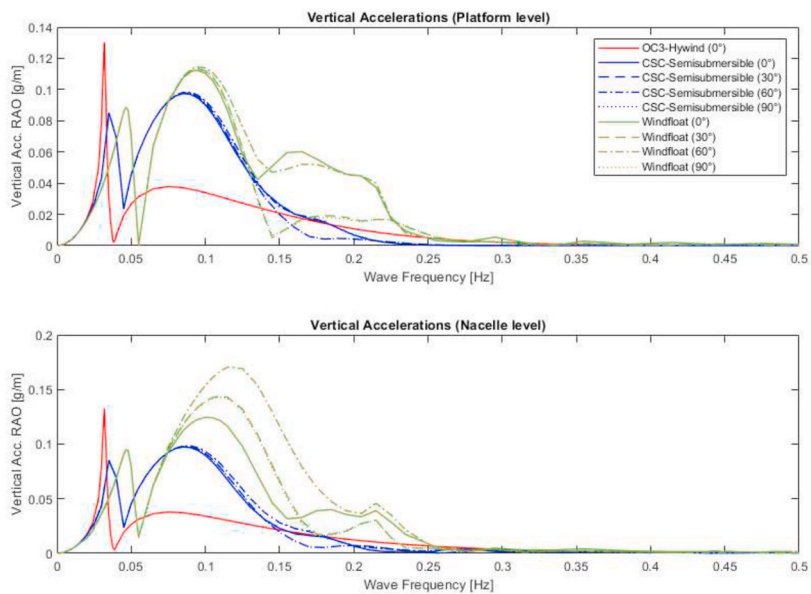 Vertical Accelerations (Platform level)
Vertical Acc. RAO [g/m]
0.14
0.12
0.1
0.08
0.06
0.04
0.02
0
OC3-Hywind (0°)
CSC-Semisubmersible (0°)
CSC-Semisubmersible (30°)
CSC-Semisubmersible (60°)
CSC-Semisubmersible (90°)
Windfloat (0°)
Windfloat (30°)
Windfloat (60°)
Windfloat (90°)
0 0.05 0.1 0.15 0.2 0.25 0.3 0.35 0.4 0.45 0.5
Wave Frequency [Hz]
Vertical Accelerations (Nacelle level)
Vertical Acc. RAO [g/m]
0.2
0.15
0.1
0.05
0
0 0.05 0.1 0.15 0.2 0.25 0.3 0.35 0.4 0.45 0.5
Wave Frequency [Hz]